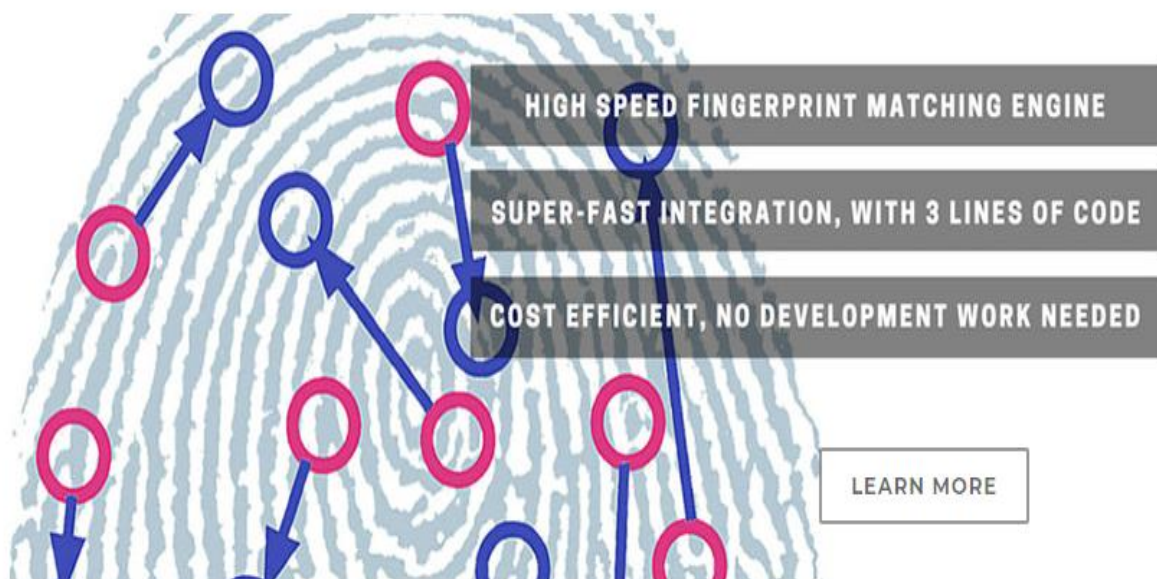 HIGH SPEED FINGERPRINT MATCHING ENGINE
SUPER-FAST INTEGRATION, WITH 3 LINES OF CODE
COST EFFICIENT, NO DEVELOPMENT WORK NEEDED
LEARN MORE